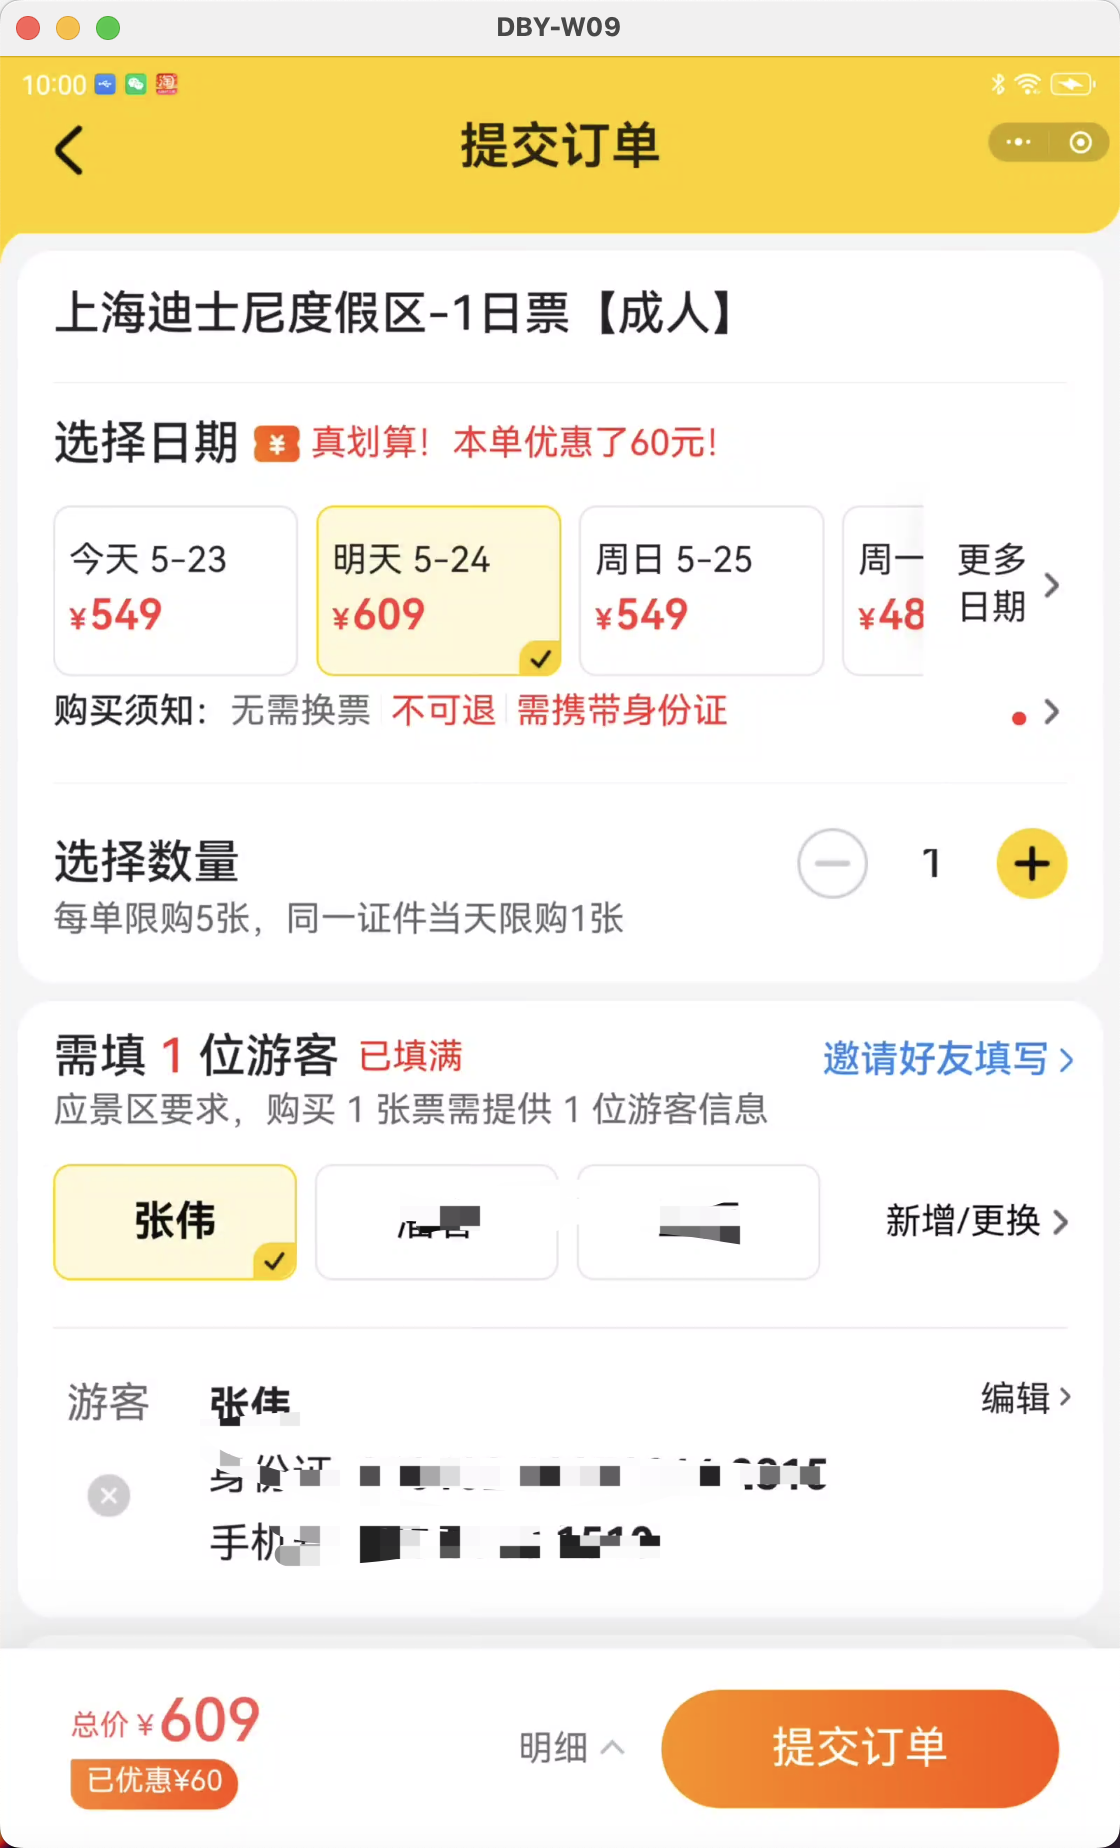 DBY-W09
10:00
提交订单
上海迪士尼度假区-1日票【成人】
选择日期 ¥ 真划算！本单优惠了60元!
今天 5-23
¥549
明天 5-24
¥609
周日 5-25
¥549
周一
¥48
更多
日期
购买须知： 无需换票 不可退 需携带身份证
选择数量
1
每单限购5张，同一证件当天限购1张
需填 1 位游客 已填满
邀请好友填写
应景区要求，购买 1 张票需提供 1 位游客信息
张伟
新增/更换
游客 张伟
编辑
身份证
手机
总价 ¥609
已优惠¥60
明细
提交订单